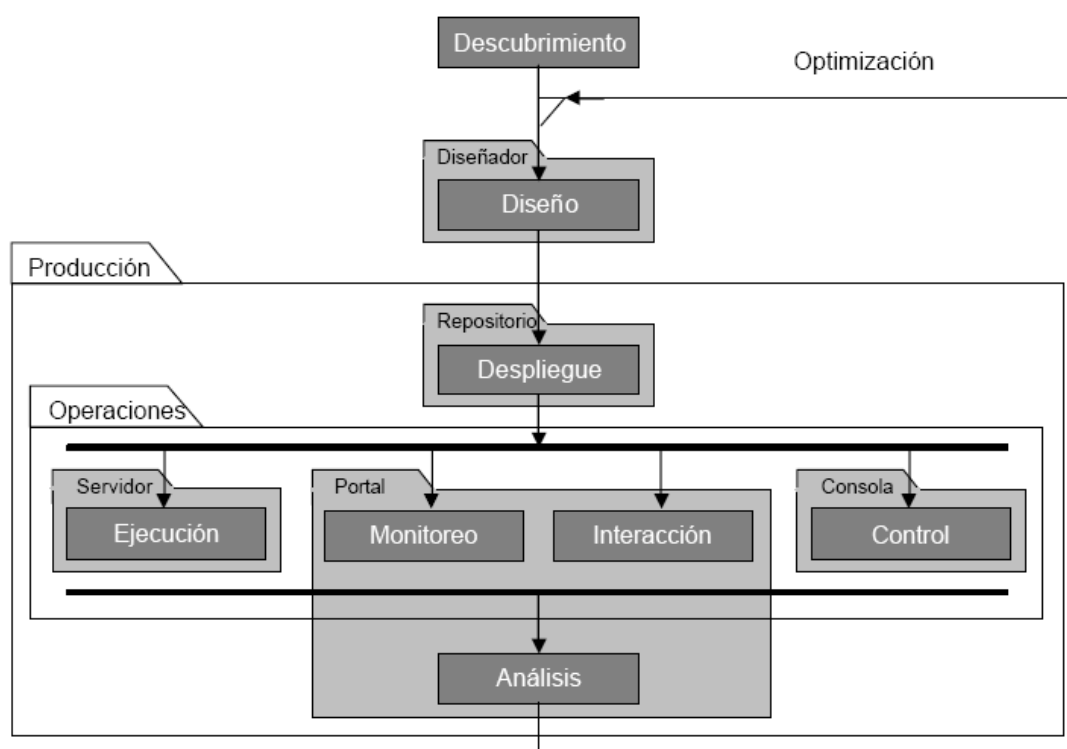 Descubrimiento
Optimización
Diseñador
Diseño
Producción
Repositorio
Despliegue
Operaciones
Servidor
Ejecución
Portal
Monitoreo
Interacción
Consola
Control
Análisis